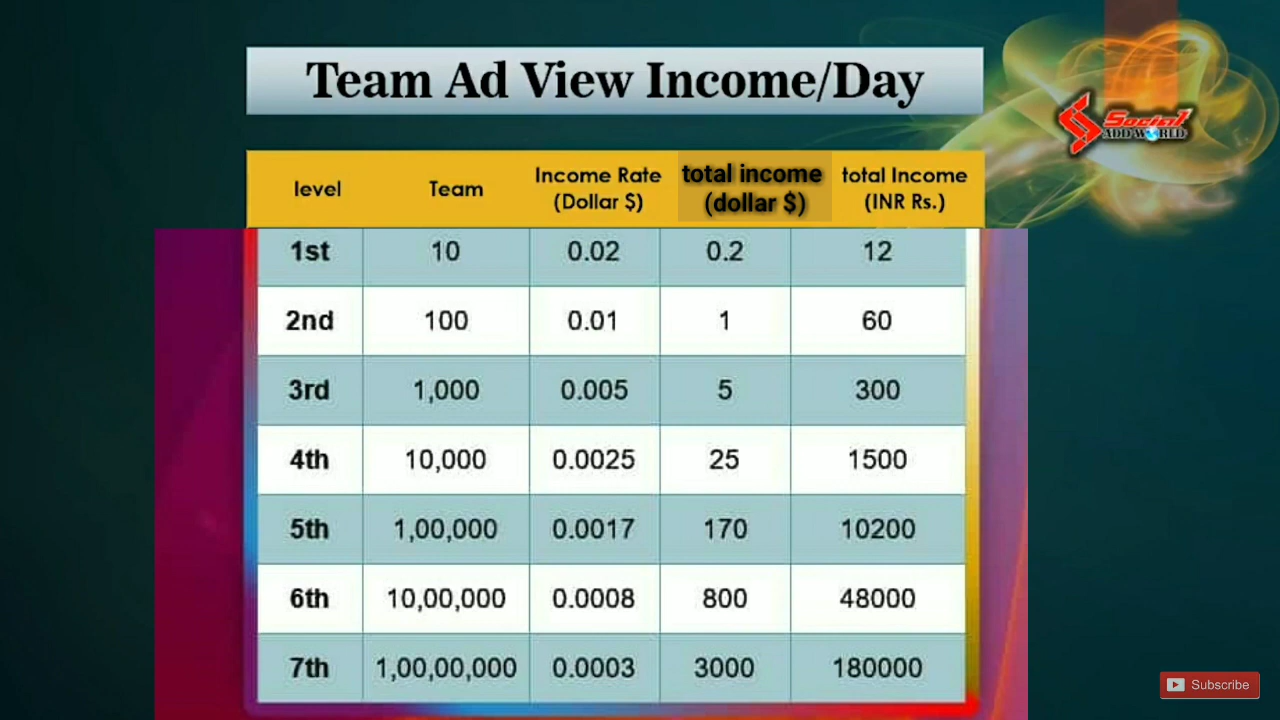 Team Ad View Income/Day
Social
ADD WORLD
level Team Income Rate (Dollar $) total income (dollar $) total Income (INR Rs.)
1st 10 0.02 0.2 12
2nd 100 0.01 1 60
3rd 1,000 0.005 5 300
4th 10,000 0.0025 25 1500
5th 1,00,000 0.0017 170 10200
6th 10,00,000 0.0008 800 48000
7th 1,00,00,000 0.0003 3000 180000
Subscribe